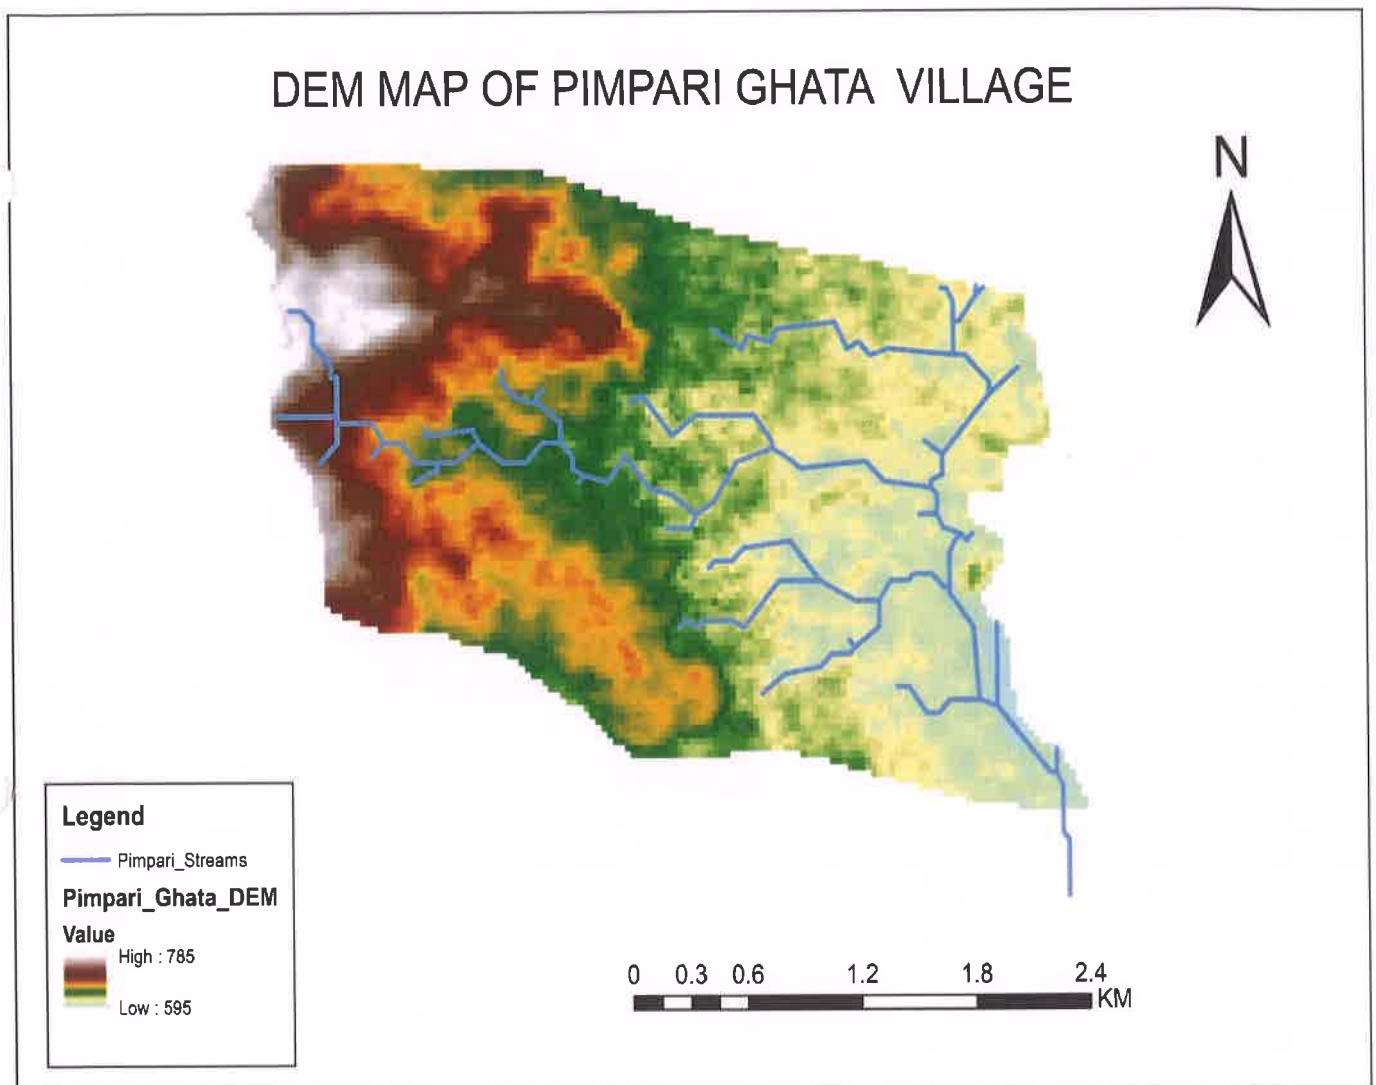 DEM MAP OF PIMPARI GHATA VILLAGE
N
Legend
Pimpari_Streams
Pimpari_Ghata_DEM
Value
High : 785
Low : 595
0 0.3 0.6 1.2 1.8 2.4
KM